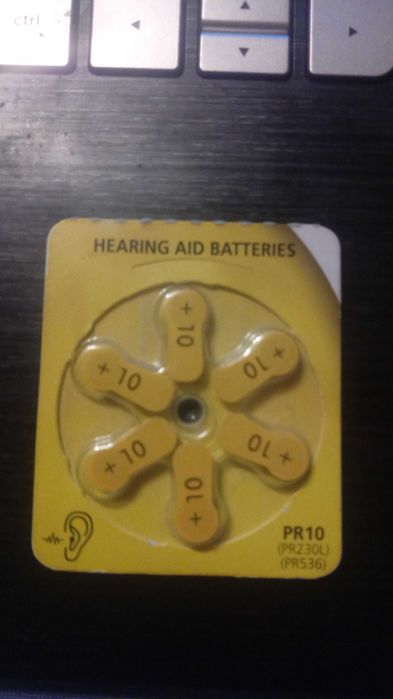 ctrl
HEARING AID BATTERIES
+ 10
+ 10
+ 10
+ 10
+ 10
+ 10
PR10
(PR230L)
(PR536)